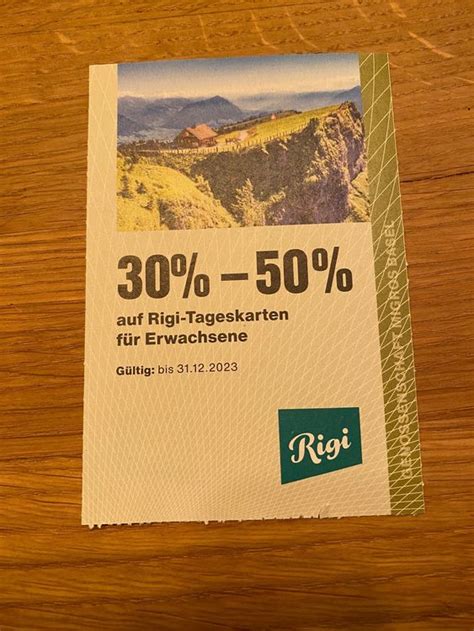 30% – 50%
auf Rigi-Tageskarten
für Erwachsene
Gültig: bis 31.12.2023
Rigi
GENOSSENSCHAFT MIGROS BASEL